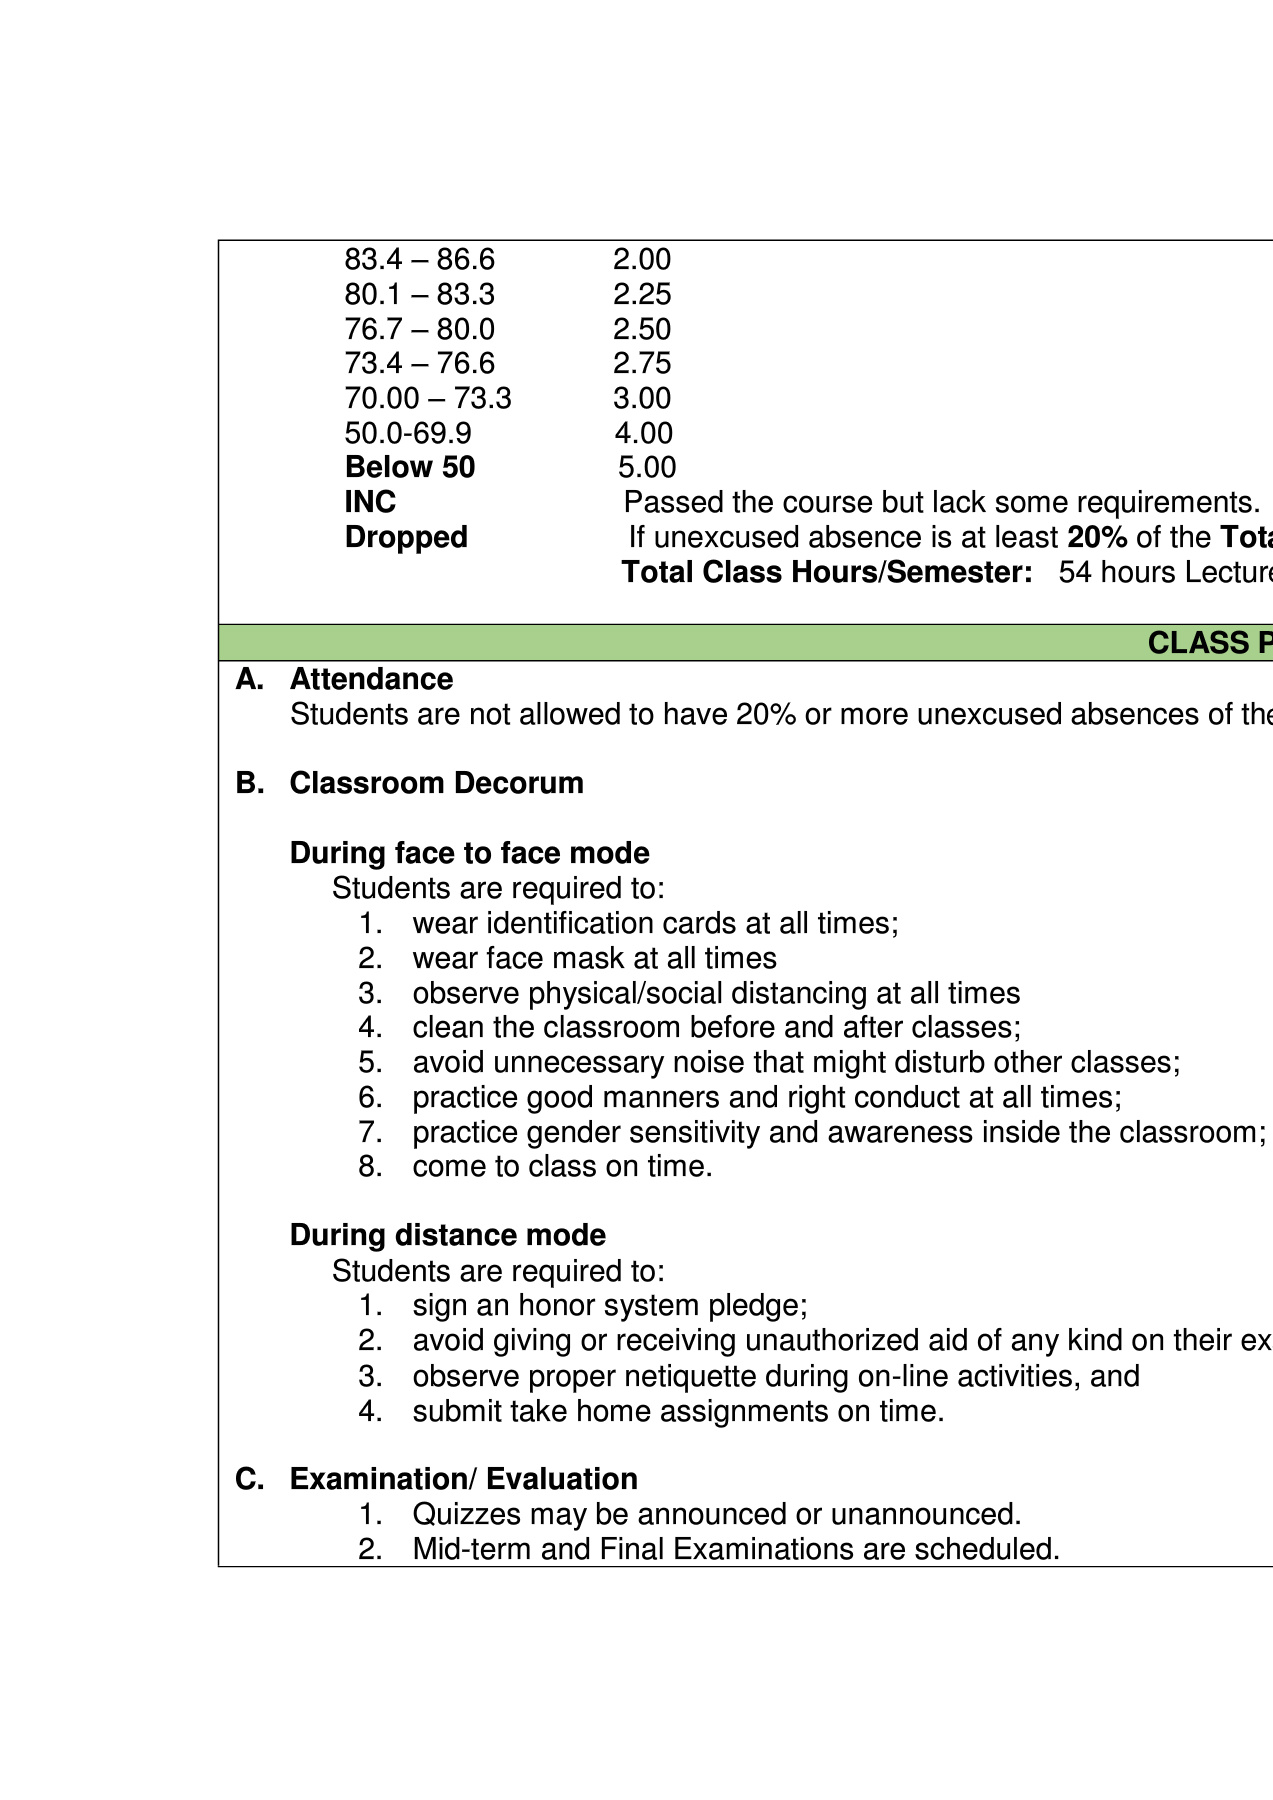 83.4 – 86.6 2.00
80.1 – 83.3 2.25
76.7 – 80.0 2.50
73.4 – 76.6 2.75
70.00 – 73.3 3.00
50.0-69.9 4.00
Below 50 5.00
INC Passed the course but lack some requirements.
Dropped If unexcused absence is at least 20% of the Tota
Total Class Hours/Semester: 54 hours Lecture
CLASS P
A. Attendance
Students are not allowed to have 20% or more unexcused absences of the
B. Classroom Decorum
During face to face mode
Students are required to:
1. wear identification cards at all times;
2. wear face mask at all times
3. observe physical/social distancing at all times
4. clean the classroom before and after classes;
5. avoid unnecessary noise that might disturb other classes;
6. practice good manners and right conduct at all times;
7. practice gender sensitivity and awareness inside the classroom;
8. come to class on time.
During distance mode
Students are required to:
1. sign an honor system pledge;
2. avoid giving or receiving unauthorized aid of any kind on their ex
3. observe proper netiquette during on-line activities, and
4. submit take home assignments on time.
C. Examination/ Evaluation
1. Quizzes may be announced or unannounced.
2. Mid-term and Final Examinations are scheduled.